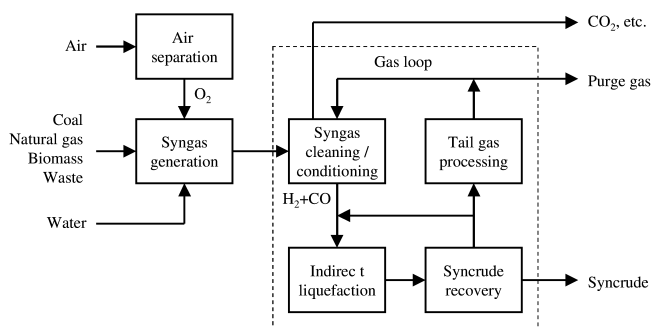 Air
Air
separation
O2
CO2, etc.
Gas loop
Purge gas
Coal
Natural gas
Biomass
Waste
Syngas
generation
Syngas
cleaning /
conditioning
Tail gas
processing
Water
H2+CO
Indirec t
liquefaction
Syncrude
recovery
Syncrude